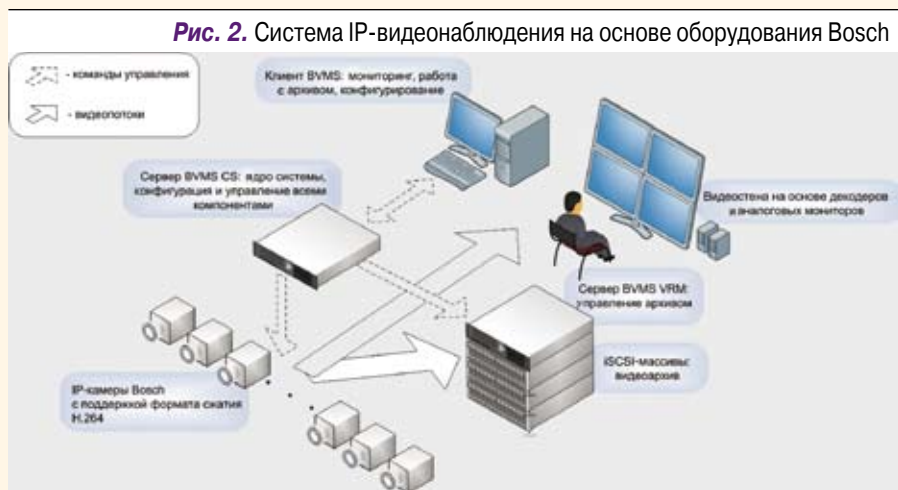 Рис. 2. Система IP-видеонаблюдения на основе оборудования Bosch
- команды управления
- видеопотоки
Клиент BVMS: мониторинг, работа
с архивом, конфигурирование
Сервер BVMS CS: ядро системы,
конфигурация и управление всеми
компонентами
Видеостена на основе декодеров
и аналоговых мониторов
Сервер BVMS VRM:
управление архивом
iSCSI-массивы:
видеоархив
IP-камеры Bosch
с поддержкой формата сжатия
H.264